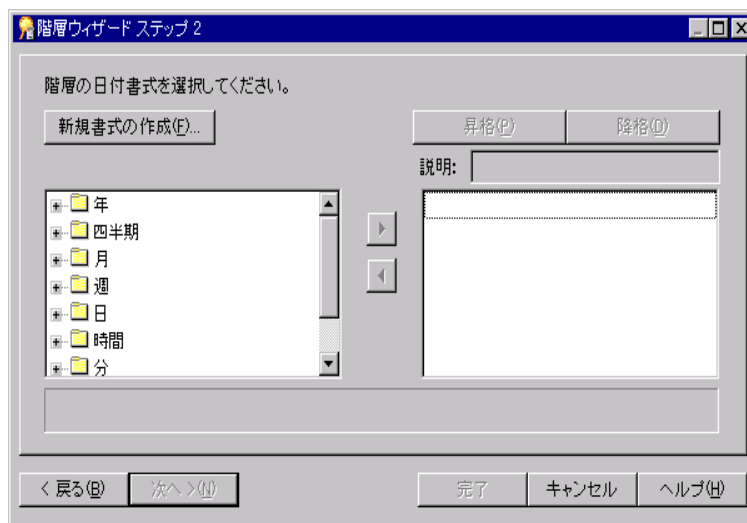 階層ウィザード ステップ 2
階層の日付書式を選択してください。
新規書式の作成(F)...
昇格(P)
降格(D)
説明:
年
四半期
月
週
日
時間
分
< 戻る(B)
次へ >(N)
完了
キャンセル
ヘルプ(H)